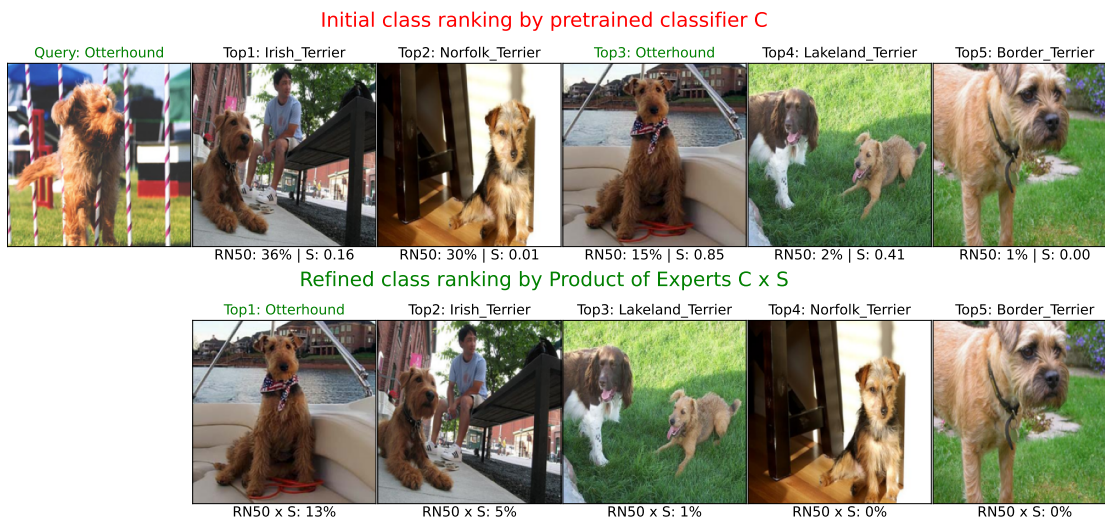 Initial class ranking by pretrained classifier C
Query: Otterhound Top1: Irish_Terrier Top2: Norfolk_Terrier Top3: Otterhound Top4: Lakeland_Terrier Top5: Border_Terrier
RN50: 36% | S: 0.16 RN50: 30% | S: 0.01 RN50: 15% | S: 0.85 RN50: 2% | S: 0.41 RN50: 1% | S: 0.00
Refined class ranking by Product of Experts C x S
Top1: Otterhound Top2: Irish_Terrier Top3: Lakeland_Terrier Top4: Norfolk_Terrier Top5: Border_Terrier
RN50 x S: 13% RN50 x S: 5% RN50 x S: 1% RN50 x S: 0% RN50 x S: 0%